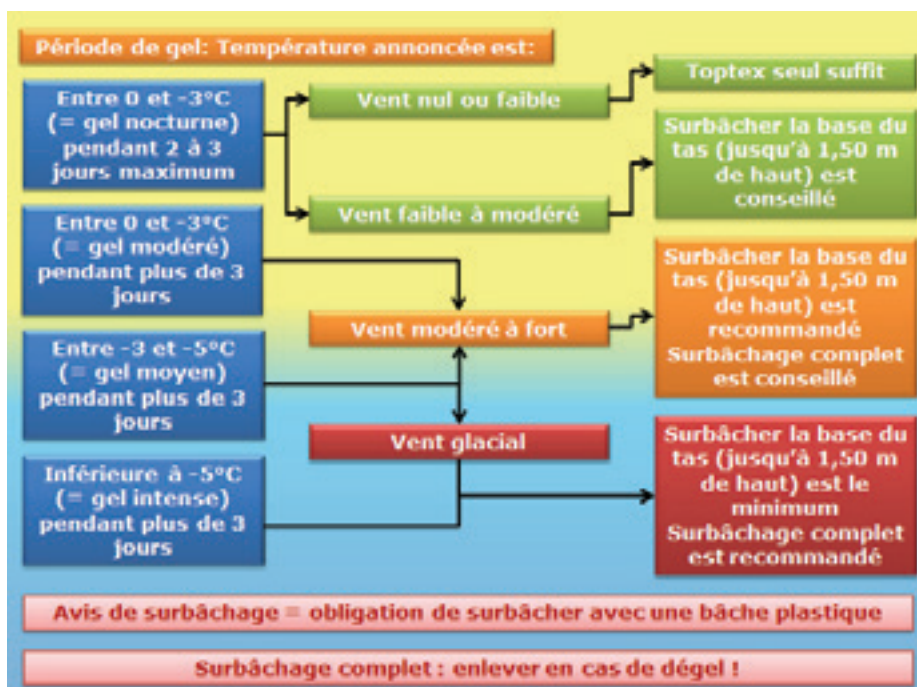 Période de gel: Température annoncée est:
Entre 0 et -3°C
(= gel nocturne)
pendant 2 à 3
jours maximum
Vent nul ou faible
Toptex seul suffit
Vent faible à modéré
Surbâcher la base du
tas (jusqu'à 1,50 m
de haut) est
conseillé
Entre 0 et -3°C
(= gel modéré)
pendant plus de 3
jours
Vent modéré à fort
Surbâcher la base du
tas (jusqu'à 1,50 m
de haut) est
recommandé
Surbâchage complet
est conseillé
Entre -3 et -5°C
(= gel moyen)
pendant plus de 3
jours
Vent glacial
Surbâcher la base du
tas (jusqu'à 1,50 m
de haut) est le
minimum
Surbâchage complet
est recommandé
Inférieure à -5°C
(= gel intense)
pendant plus de 3
jours
Avis de surbâchage = obligation de surbâcher avec une bâche plastique
Surbâchage complet : enlever en cas de dégel !